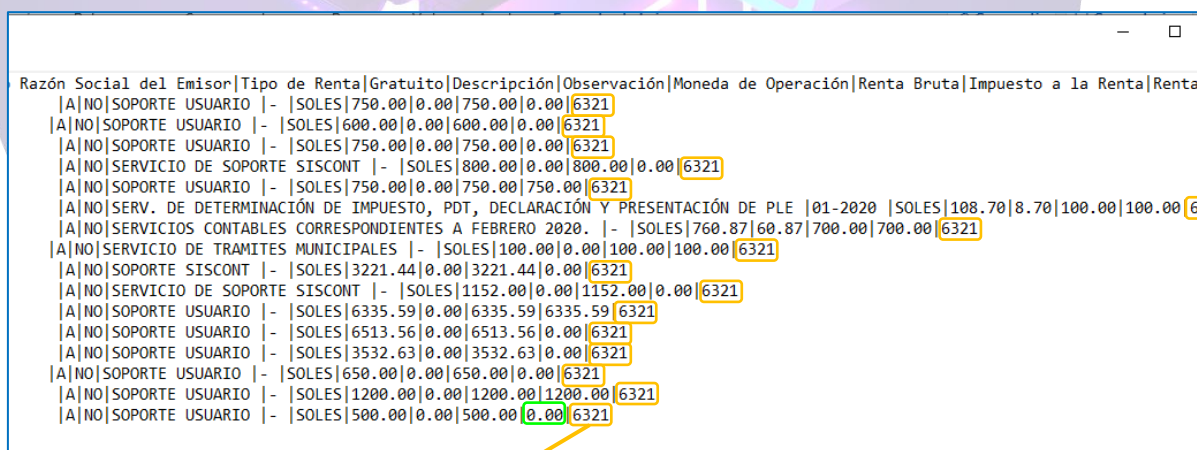 Razón Social del Emisor|Tipo de Renta|Gratuito|Descripción|Observación|Moneda de Operación|Renta Bruta|Impuesto a la Renta|Renta
|A|NO|SOPORTE USUARIO |- |SOLES|750.00|0.00|750.00|0.00|6321
|A|NO|SOPORTE USUARIO |- |SOLES|600.00|0.00|600.00|0.00|6321
|A|NO|SOPORTE USUARIO |- |SOLES|750.00|0.00|750.00|0.00|6321
|A|NO|SERVICIO DE SOPORTE SISCONT |- |SOLES|800.00|0.00|800.00|0.00|6321
|A|NO|SOPORTE USUARIO |- |SOLES|750.00|0.00|750.00|750.00|6321
|A|NO|SERV. DE DETERMINACIÓN DE IMPUESTO, PDT, DECLARACIÓN Y PRESENTACIÓN DE PLE |01-2020 |SOLES|108.70|8.70|100.00|100.00|6
|A|NO|SERVICIOS CONTABLES CORRESPONDIENTES A FEBRERO 2020. |- |SOLES|760.87|60.87|700.00|700.00|6321
|A|NO|SERVICIO DE TRAMITES MUNICIPALES |- |SOLES|100.00|0.00|100.00|100.00|6321
|A|NO|SOPORTE SISCONT |- |SOLES|3221.44|0.00|3221.44|0.00|6321
|A|NO|SERVICIO DE SOPORTE SISCONT |- |SOLES|1152.00|0.00|1152.00|0.00|6321
|A|NO|SOPORTE USUARIO |- |SOLES|6335.59|0.00|6335.59|6335.59|6321
|A|NO|SOPORTE USUARIO |- |SOLES|6513.56|0.00|6513.56|0.00|6321
|A|NO|SOPORTE USUARIO |- |SOLES|3532.63|0.00|3532.63|0.00|6321
|A|NO|SOPORTE USUARIO |- |SOLES|650.00|0.00|650.00|0.00|6321
|A|NO|SOPORTE USUARIO |- |SOLES|1200.00|0.00|1200.00|1200.00|6321
|A|NO|SOPORTE USUARIO |- |SOLES|500.00|0.00|500.00|0.00|6321